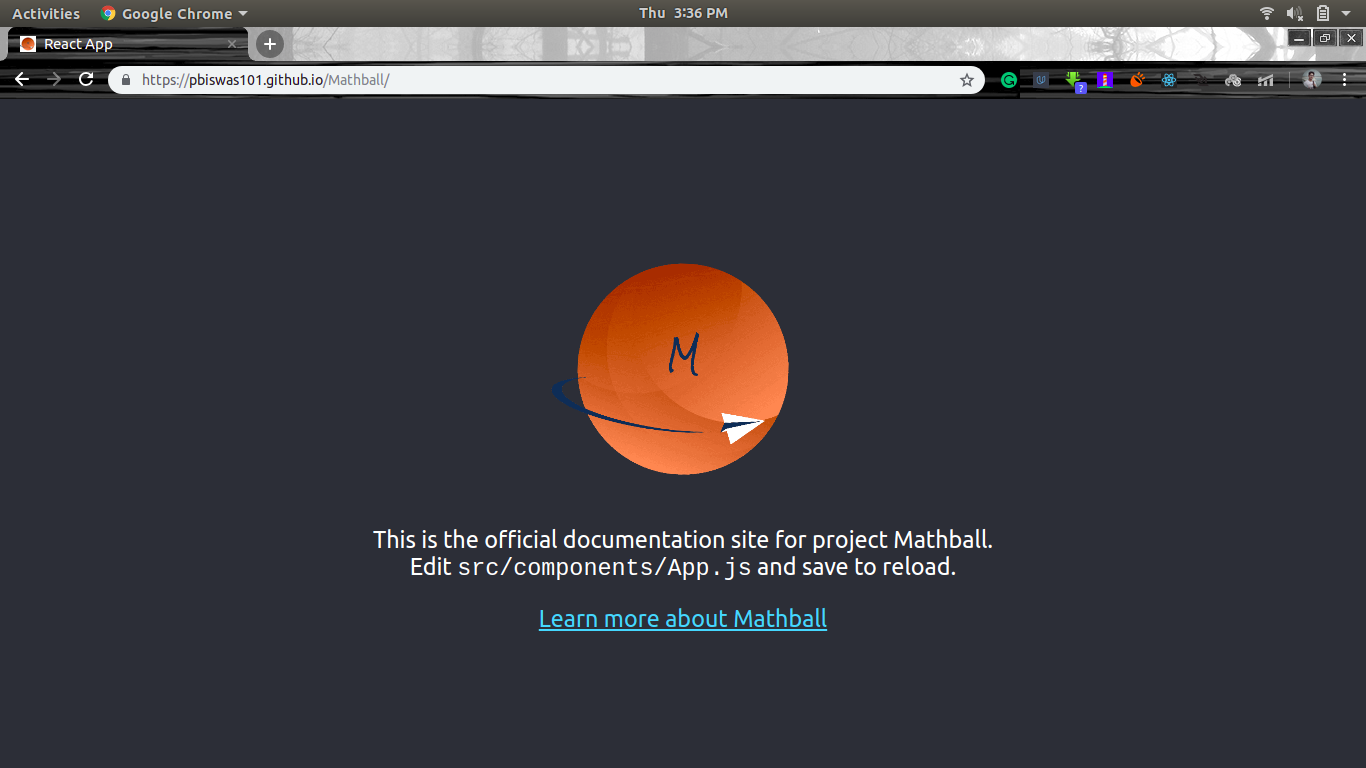 Activities
Google Chrome
Thu 3:36 PM
React App
https://pbiswas101.github.io/Mathball/
?
M
This is the official documentation site for project Mathball.
Edit src/components/App.js and save to reload.
Learn more about Mathball